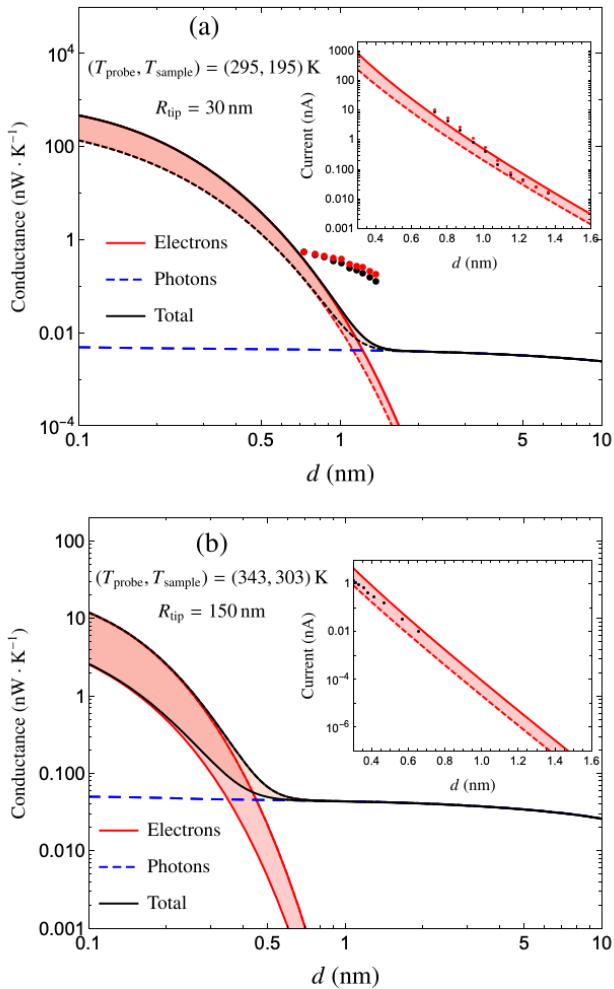 (a)
10⁴
100
1
0.01
10⁻⁴
Conductance (nW · K⁻¹)
(T_probe, T_sample) = (295, 195) K
R_tip = 30 nm
Electrons
Photons
Total
0.1
0.5
1
5
10
d (nm)
1000
100
10
1
0.100
0.010
0.001
Current (nA)
0.4
0.6
0.8
1.0
1.2
1.4
1.6
d (nm)
(b)
100
10
1
0.100
0.010
0.001
Conductance (nW · K⁻¹)
(T_probe, T_sample) = (343, 303) K
R_tip = 150 nm
Electrons
Photons
Total
0.1
0.5
1
5
10
d (nm)
1
0.01
10⁻⁴
10⁻⁶
Current (nA)
0.4
0.6
0.8
1.0
1.2
1.4
1.6
d (nm)